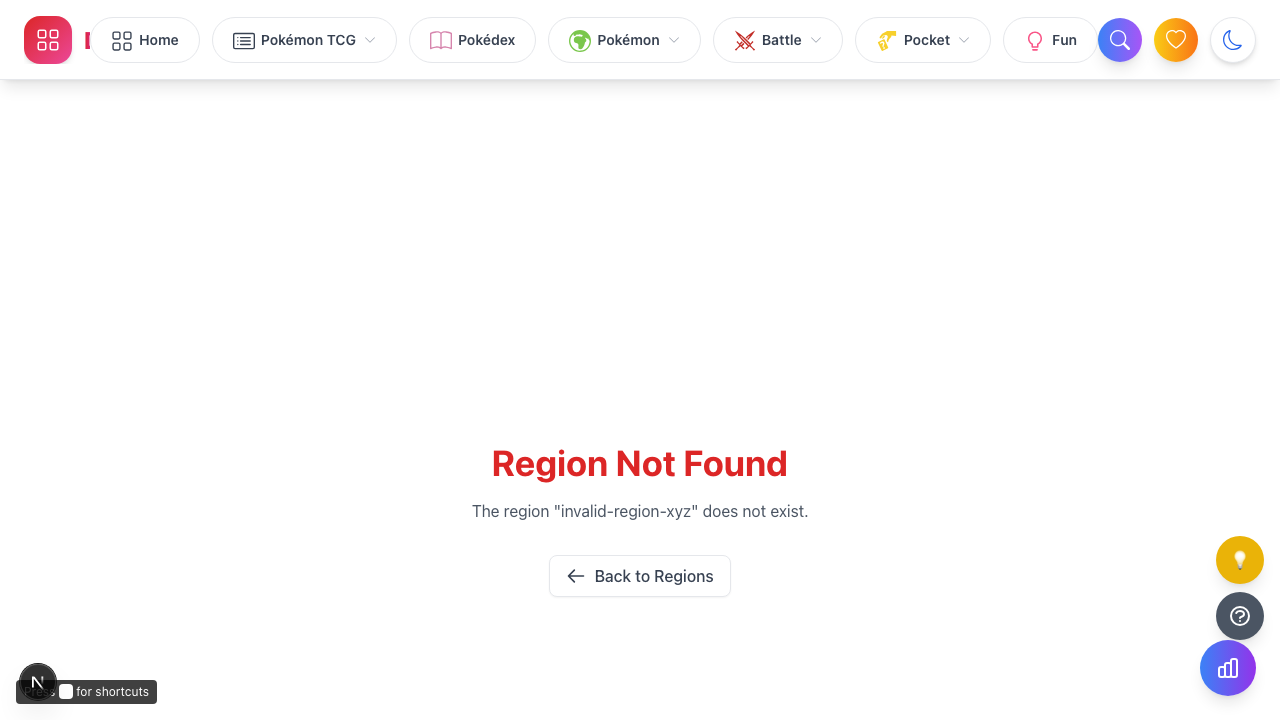 Home
Pokémon TCG
Pokédex
Pokémon
Battle
Pocket
Fun
Region Not Found
The region "invalid-region-xyz" does not exist.
Back to Regions
N
for shortcuts